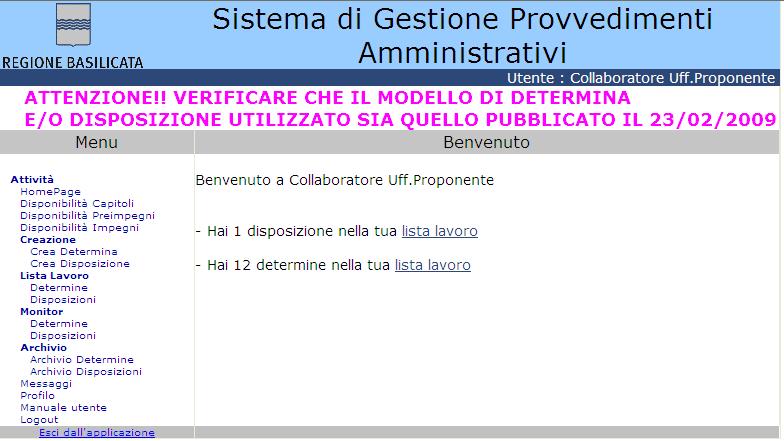 Sistema di Gestione Provvedimenti
Amministrativi
REGIONE BASILICATA
Utente : Collaboratore Uff.Proponente
ATTENZIONE!! VERIFICARE CHE IL MODELLO DI DETERMINA
E/O DISPOSIZIONE UTILIZZATO SIA QUELLO PUBBLICATO IL 23/02/2009
Menu
Benvenuto
Attività
HomePage
Disponibilità Capitoli
Disponibilità Preimpegni
Disponibilità Impegni
Creazione
Crea Determina
Crea Disposizione
Lista Lavoro
Determine
Disposizioni
Monitor
Determine
Disposizioni
Archivio
Archivio Determine
Archivio Disposizioni
Messaggi
Profilo
Manuale utente
Logout
Esci dall'applicazione
Benvenuto a Collaboratore Uff.Proponente
- Hai 1 disposizione nella tua lista lavoro
- Hai 12 determine nella tua lista lavoro